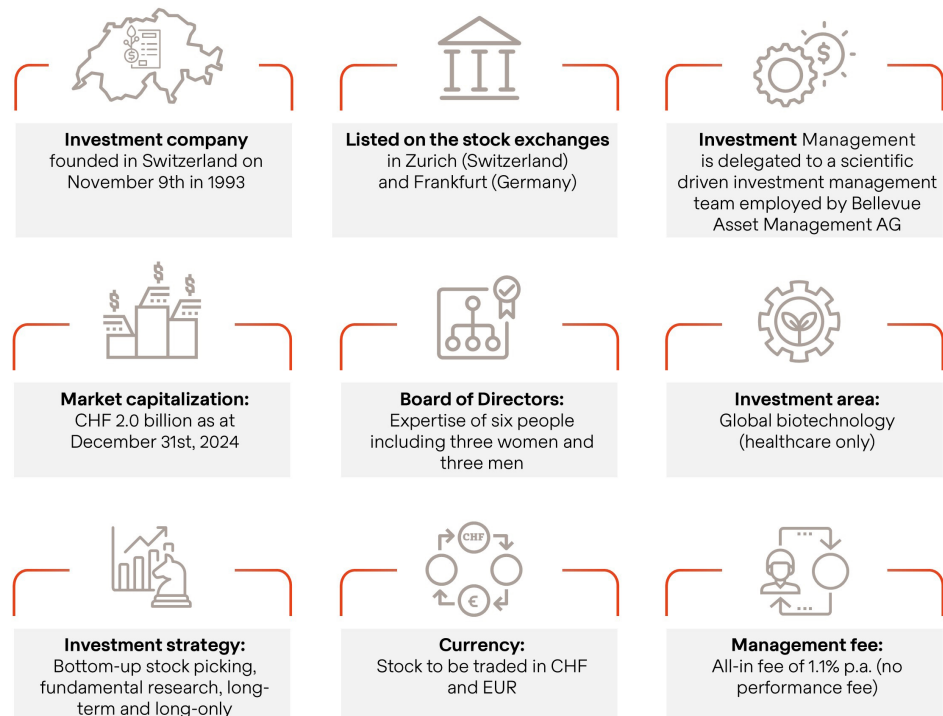 $
$
Investment company
founded in Switzerland on
November 9th in 1993
Listed on the stock exchanges
in Zurich (Switzerland)
and Frankfurt (Germany)
Investment Management
is delegated to a scientific
driven investment management
team employed by Bellevue
Asset Management AG
$
$
$
Market capitalization:
CHF 2.0 billion as at
December 31st, 2024
Board of Directors:
Expertise of six people
including three women and
three men
Investment area:
Global biotechnology
(healthcare only)
CHF
€
Investment strategy:
Bottom-up stock picking,
fundamental research, long-
term and long-only
Currency:
Stock to be traded in CHF
and EUR
Management fee:
All-in fee of 1.1% p.a. (no
performance fee)